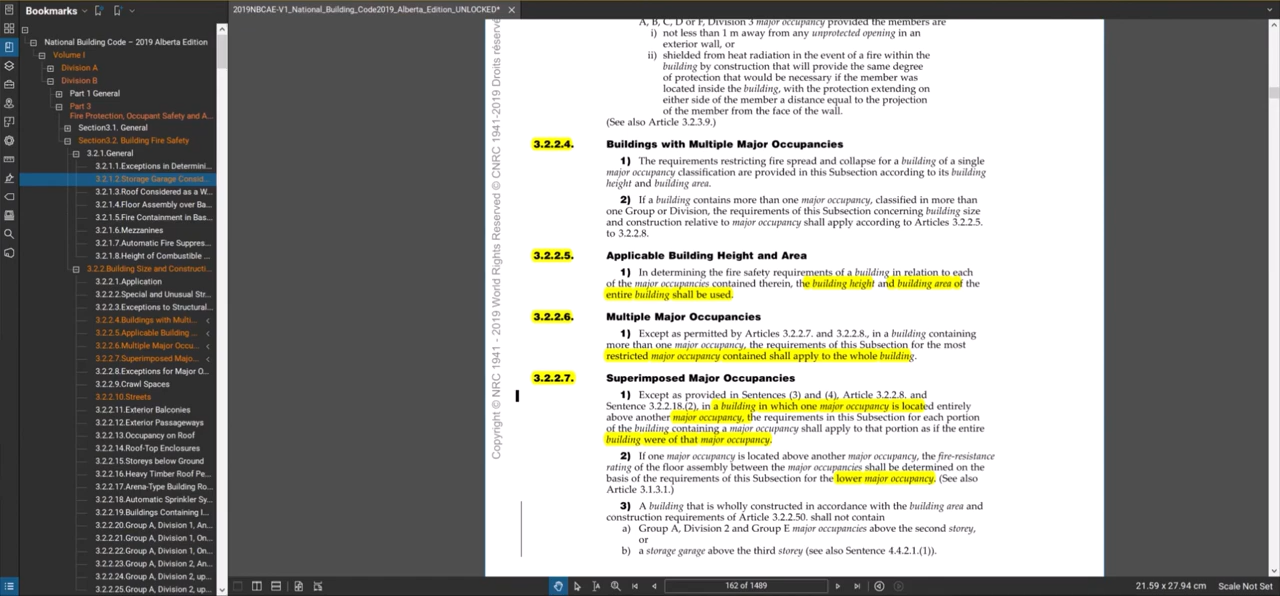 Bookmarks
2019NBCAE-V1_National_Building_Code2019_Alberta_Edition_UNLOCKED*
National Building Code – 2019 Alberta Edition
Volume I
Division A
Division B
Part 1 General
Part 3
Fire Protection, Occupant Safety and A...
Section3.1. General
Section3.2. Building Fire Safety
3.2.1.General
3.2.1.1.Exceptions in Determini...
3.2.1.2.Storage Garage Consid...
3.2.1.3.Roof Considered as a W...
3.2.1.4.Floor Assembly over Ba...
3.2.1.5.Fire Containment in Bas...
3.2.1.6.Mezzanines
3.2.1.7.Automatic Fire Suppres...
3.2.1.8.Height of Combustible ...
3.2.2.Building Size and Constructi...
3.2.2.1.Application
3.2.2.2.Special and Unusual Str...
3.2.2.3.Exceptions to Structural...
3.2.2.4.Buildings with Multi...
3.2.2.5.Applicable Building ...
3.2.2.6.Multiple Major Occu...
3.2.2.7.Superimposed Majo...
3.2.2.8.Exceptions for Major O...
3.2.2.9.Crawl Spaces
3.2.2.10.Streets
3.2.2.11.Exterior Balconies
3.2.2.12.Exterior Passageways
3.2.2.13.Occupancy on Roof
3.2.2.14.Roof-Top Enclosures
3.2.2.15.Storeys below Ground
3.2.2.16.Heavy Timber Roof Pe...
3.2.2.17.Arena-Type Building Ro...
3.2.2.18.Automatic Sprinkler Sy...
3.2.2.19.Buildings Containing I...
3.2.2.20.Group A, Division 1, An...
3.2.2.21.Group A, Division 1, On...
3.2.2.22.Group A, Division 1, On...
3.2.2.23.Group A, Division 2, An...
3.2.2.24.Group A, Division 2, up...
3.2.2.25.Group A, Division 2, up...
Copyright © NRC 1941 - 2019 World Rights Reserved © CNRC 1941-2019 Droits réservé
A, B, C, D or F, Division 3 major occupancy provided the members are
i) not less than 1 m away from any unprotected opening in an
exterior wall, or
ii) shielded from heat radiation in the event of a fire within the
building by construction that will provide the same degree
of protection that would be necessary if the member was
located inside the building, with the protection extending on
either side of the member a distance equal to the projection
of the member from the face of the wall.
(See also Article 3.2.3.9.)
3.2.2.4. Buildings with Multiple Major Occupancies
1) The requirements restricting fire spread and collapse for a building of a single
major occupancy classification are provided in this Subsection according to its building
height and building area.
2) If a building contains more than one major occupancy, classified in more than
one Group or Division, the requirements of this Subsection concerning building size
and construction relative to major occupancy shall apply according to Articles 3.2.2.5.
to 3.2.2.8.
3.2.2.5. Applicable Building Height and Area
1) In determining the fire safety requirements of a building in relation to each
of the major occupancies contained therein, the building height and building area of the
entire building shall be used.
3.2.2.6. Multiple Major Occupancies
1) Except as permitted by Articles 3.2.2.7. and 3.2.2.8., in a building containing
more than one major occupancy, the requirements of this Subsection for the most
restricted major occupancy contained shall apply to the whole building.
3.2.2.7. Superimposed Major Occupancies
1) Except as provided in Sentences (3) and (4), Article 3.2.2.8. and
Sentence 3.2.2.18.(2), in a building in which one major occupancy is located entirely
above another major occupancy, the requirements in this Subsection for each portion
of the building containing a major occupancy shall apply to that portion as if the entire
building were of that major occupancy.
2) If one major occupancy is located above another major occupancy, the fire-resistance
rating of the floor assembly between the major occupancies shall be determined on the
basis of the requirements of this Subsection for the lower major occupancy. (See also
Article 3.1.3.1.)
3) A building that is wholly constructed in accordance with the building area and
construction requirements of Article 3.2.2.50. shall not contain
a) Group A, Division 2 and Group E major occupancies above the second storey,
or
b) a storage garage above the third storey (see also Sentence 4.4.2.1.(1)).
162 of 1489
21.59 x 27.94 cm Scale Not Set